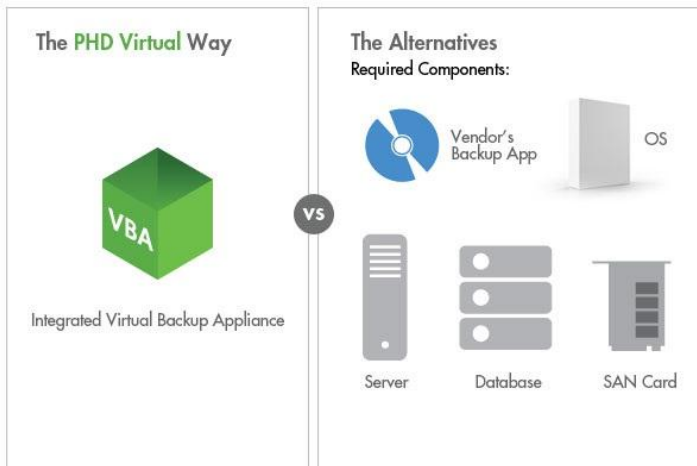 The PHD Virtual Way
VBA
Integrated Virtual Backup Appliance
vs
The Alternatives
Required Components:
Vendor's
Backup App
OS
Server
Database
SAN Card